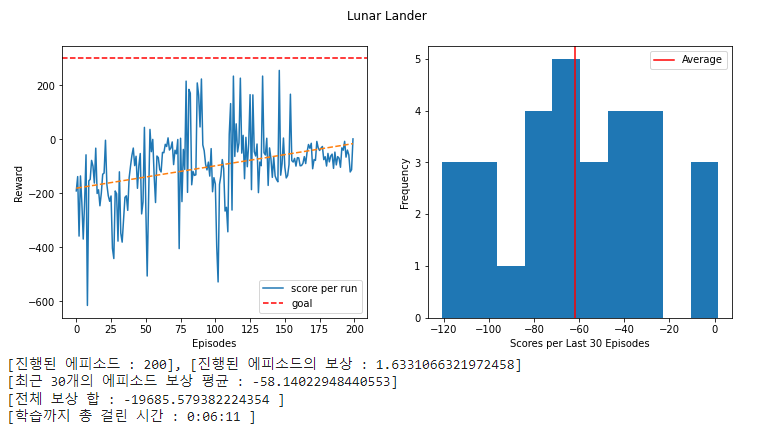 Lunar Lander
200
0
−200
−400
−600
Reward
0
25
50
75
100
125
150
175
200
Episodes
score per run
goal
5
4
3
2
1
0
Frequency
−120
−100
−80
−60
−40
−20
0
Scores per Last 30 Episodes
Average
[진행된 에피소드 : 200], [진행된 에피소드의 보상 : 1.6331066321972458]
[최근 30개의 에피소드 보상 평균 : -58.14022948440553]
[전체 보상 합 : -19685.579382224354 ]
[학습까지 총 걸린 시간 : 0:06:11 ]